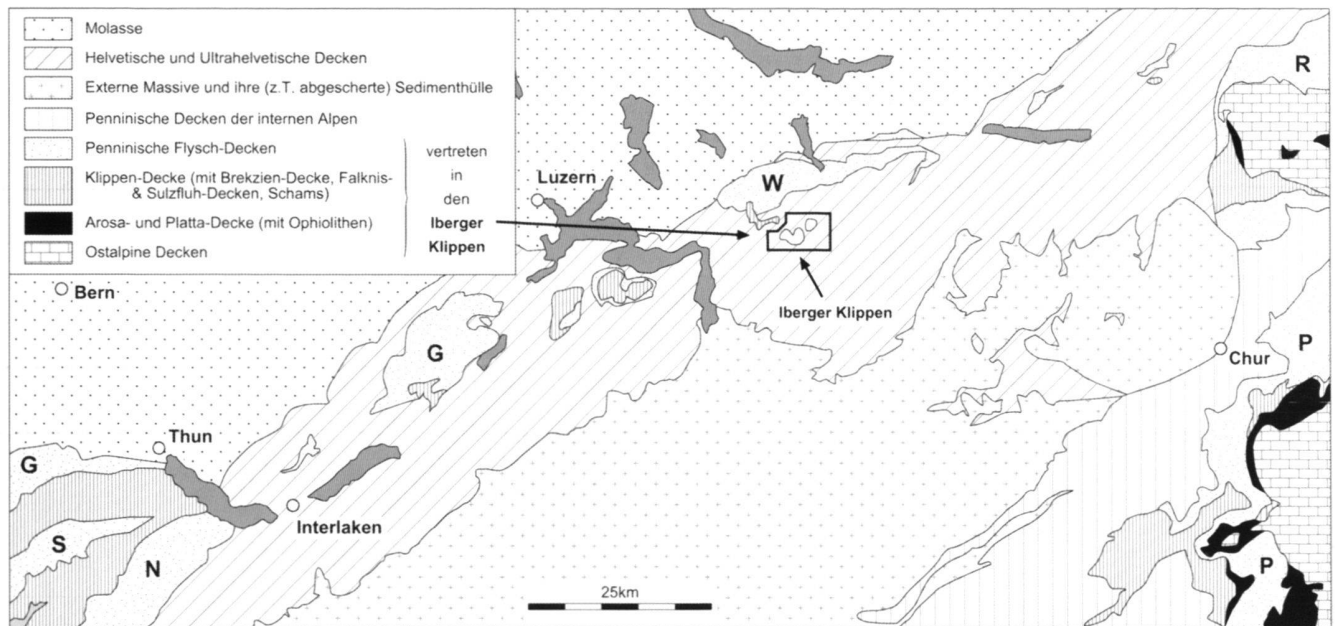 Molasse
Helvetische und Ultrahelvetische Decken
Externe Massive und ihre (z.T. abgescherte) Sedimenthülle
Penninische Decken der internen Alpen
Penninische Flysch-Decken
Klippen-Decke (mit Brekzien-Decke, Falknis-
& Sulzfluh-Decken, Schams)
Arosa- und Platta-Decke (mit Ophiolithen)
Ostalpine Decken
vertreten
in
den
Iberger
Klippen
R
Luzern
W
Bern
Iberger Klippen
G
P
Chur
Thun
G
Interlaken
S
N
P
25km